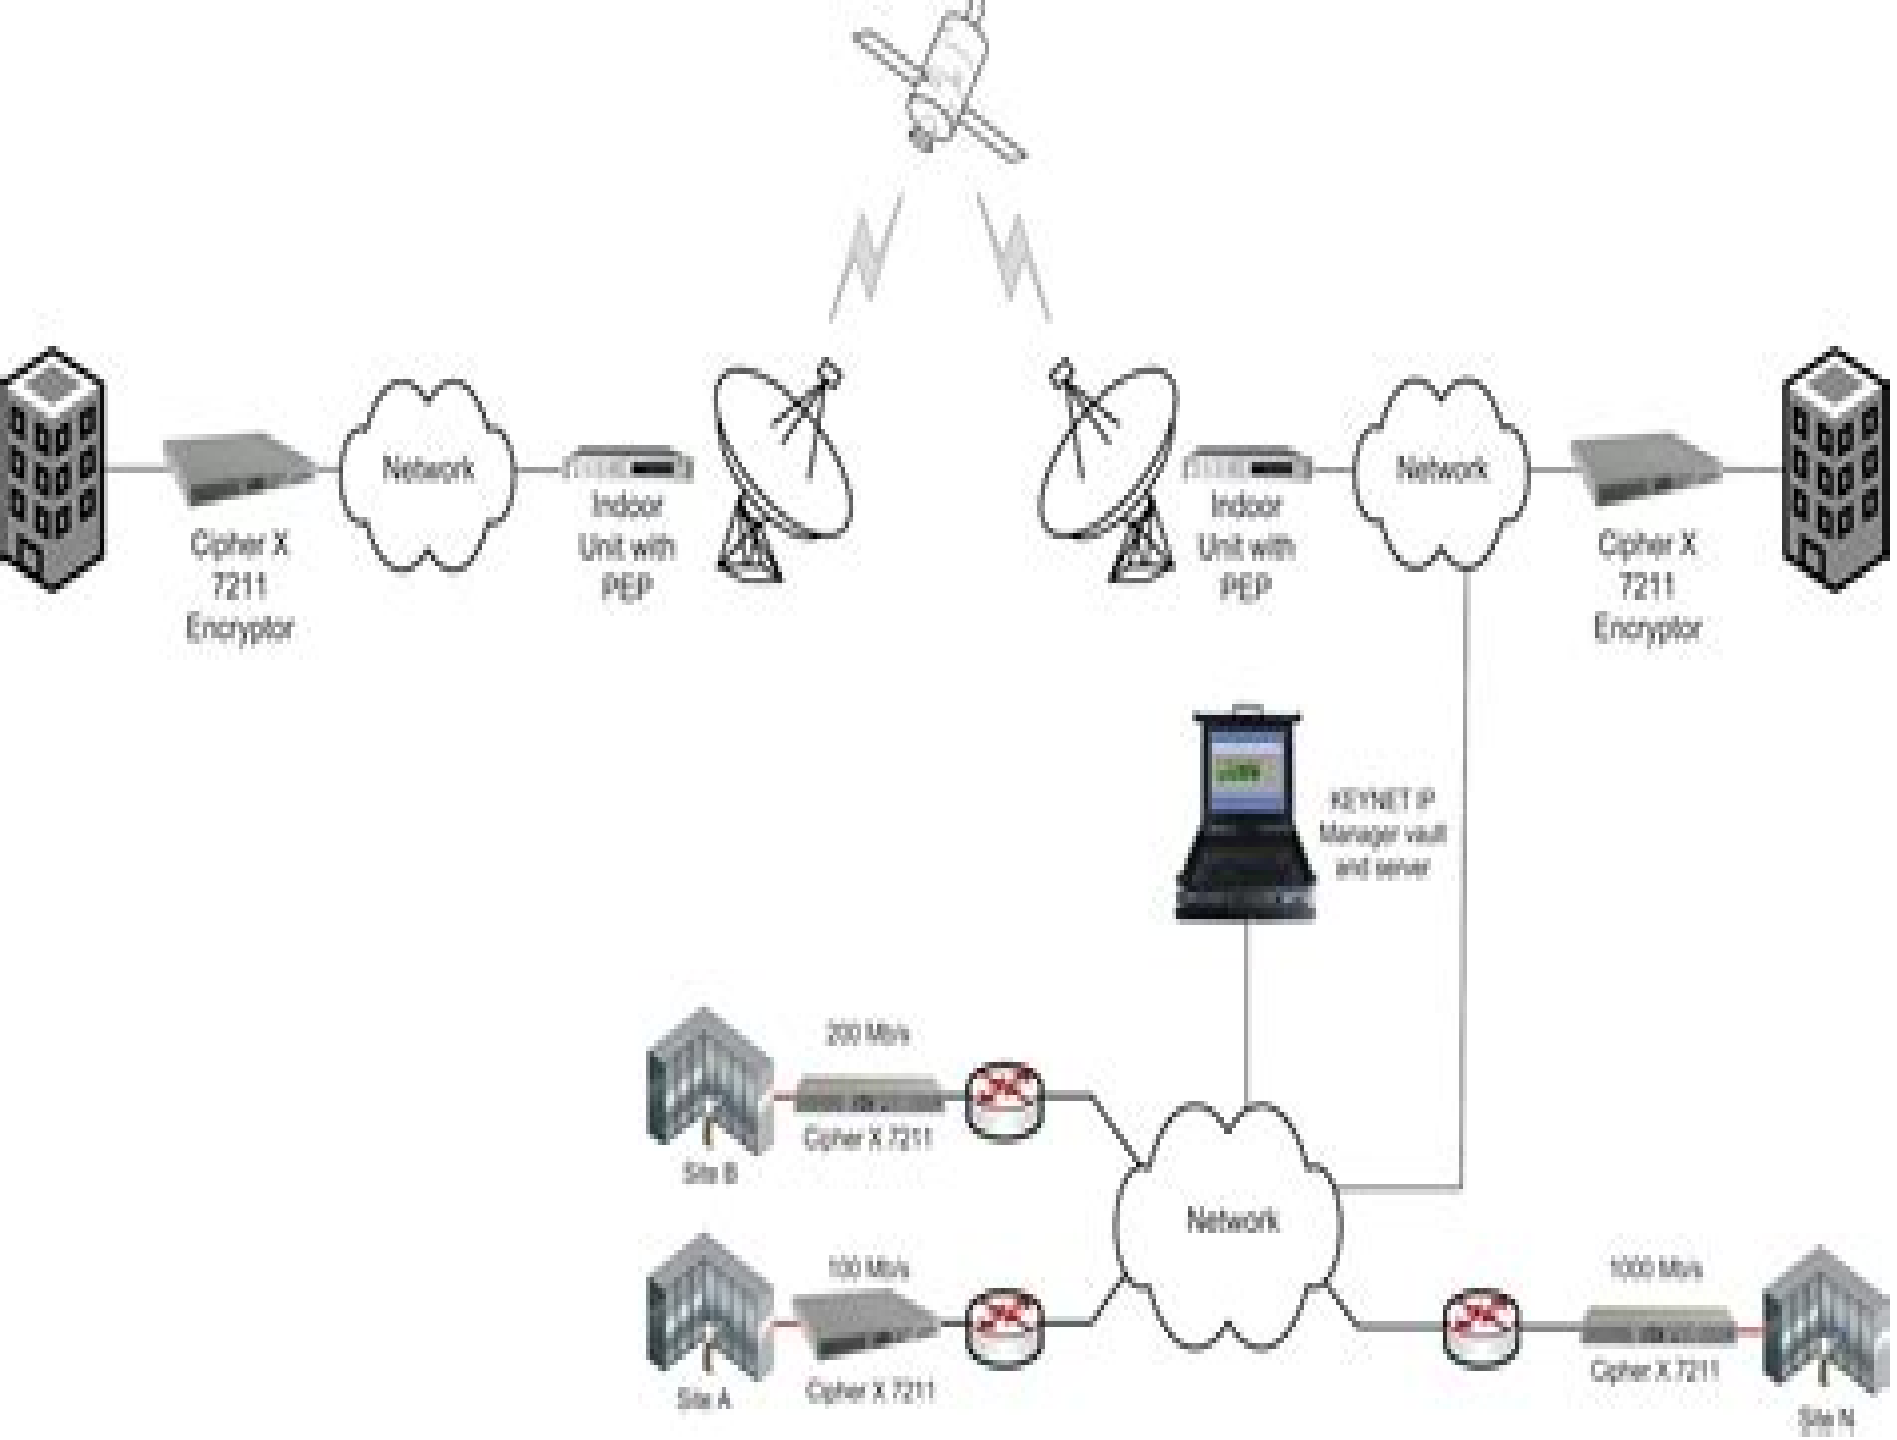 Network
Network
Indoor
Unit with
PEP
Indoor
Unit with
PEP
Cipher X
7211
Encryptor
Cipher X
7211
Encryptor
KEYNET IP
Manager vault
and server
200 Mb/s
Cipher X 7211
Site B
Network
100 Mb/s
Cipher X 7211
Site A
1000 Mb/s
Cipher X 7211
Site N